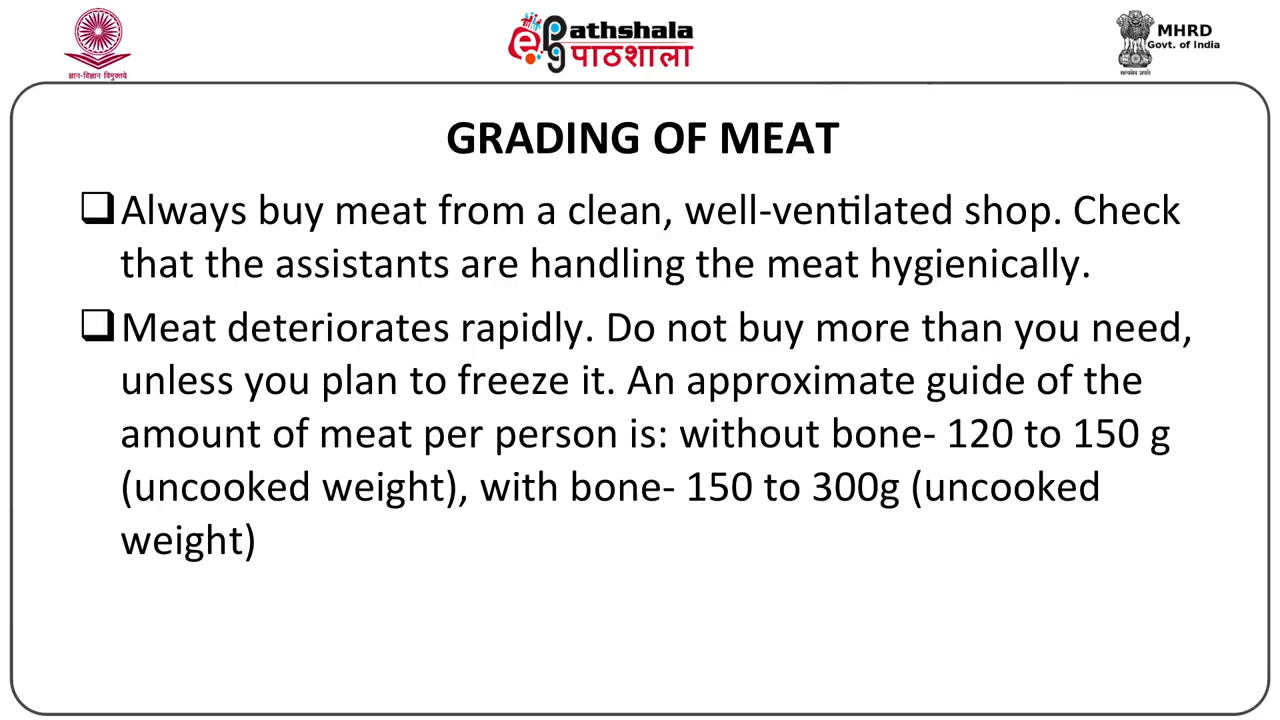 ज्ञान-विज्ञान विमुक्तये
Pathshala
पाठशाला
MHRD
Govt. of India
सत्यमेव जयते
GRADING OF MEAT
Always buy meat from a clean, well-ventilated shop. Check
that the assistants are handling the meat hygienically.
Meat deteriorates rapidly. Do not buy more than you need,
unless you plan to freeze it. An approximate guide of the
amount of meat per person is: without bone- 120 to 150 g
(uncooked weight), with bone- 150 to 300g (uncooked
weight)